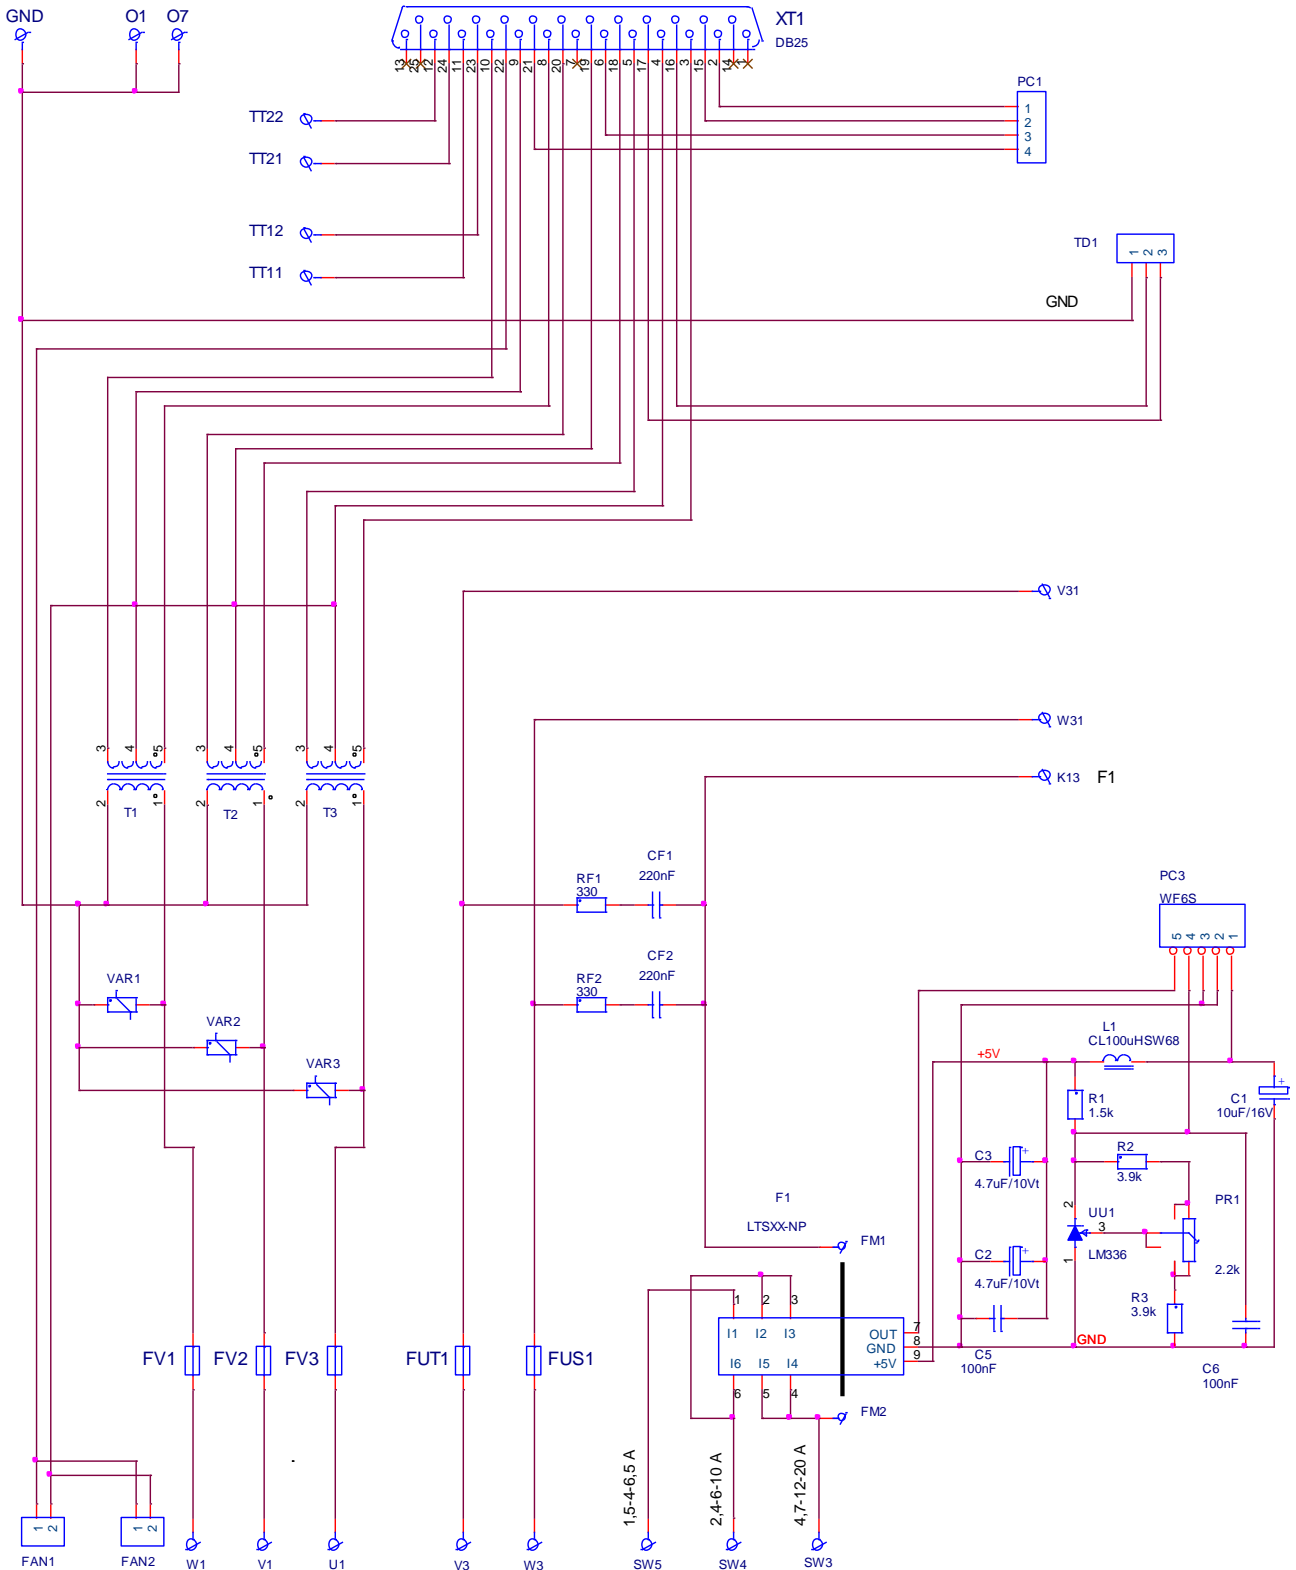 GND O1 O7 XT1
DB25
13 25 12 24 11 23 10 22 9 21 8 20 7 19 6 18 5 17 4 16 3 15 2 14 1
PC1
1
2
3
4
TT22
TT21
TT12
TT11
TD1
1 2 3
GND
V31
W31
K13 F1
3 4 5 3 4 5 3 4 5
2 1 2 1 2 1
T1 T2 T3
CF1
220nF
RF1
330
CF2
220nF
RF2
330
PC3
WF6S
5 4 3 2 1
VAR1
VAR2
VAR3
L1
CL100uHSW68
+5V
R1
1.5k
C1
10uF/16V
+
C3
4.7uF/10Vt
+
R2
3.9k
F1
LTSXX-NP
FM1
2
UU1
3
1
LM336
PR1
2.2k
C2
4.7uF/10Vt
+
R3
3.9k
1 2 3
I1 I2 I3 OUT 7
GND 8
I6 I5 I4 +5V 9
6 5 4
FM2
GND
C5
100nF
C6
100nF
FV1 FV2 FV3 FUT1 FUS1
1,5-4-6,5 A
2,4-6-10 A
4,7-12-20 A
1 2 1 2
FAN1 FAN2 W1 V1 U1 V3 W3 SW5 SW4 SW3